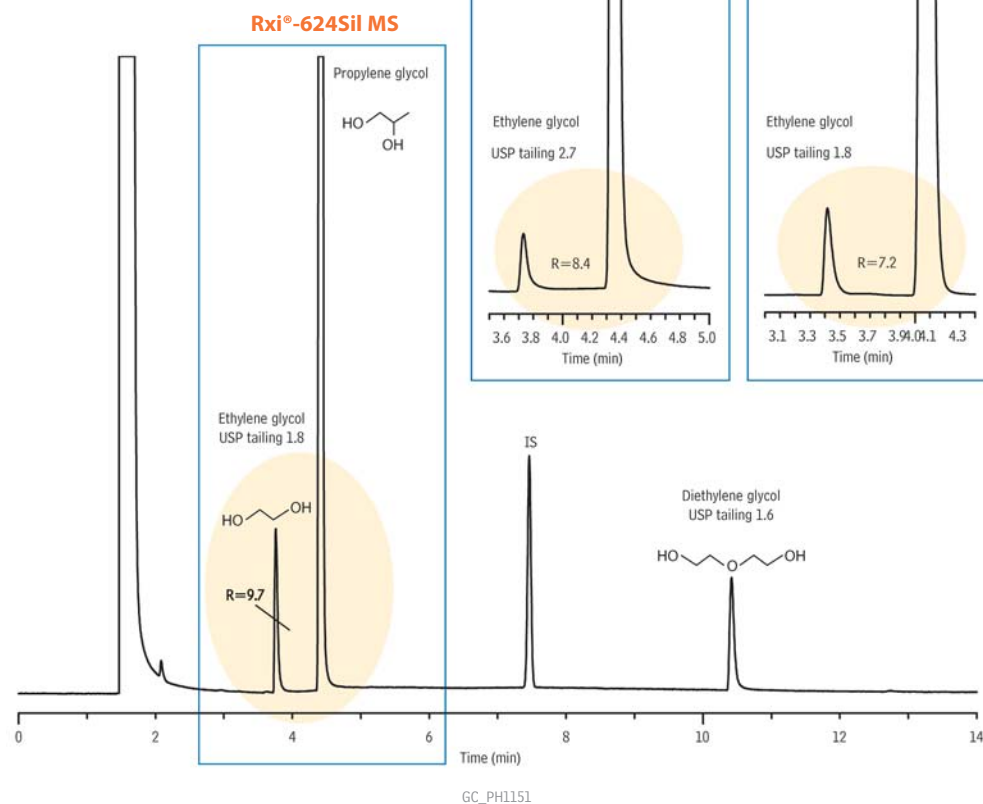 Rxi®-624Sil MS
Propylene glycol
HO
OH
Ethylene glycol
USP tailing 2.7
R=8.4
3.6 3.8 4.0 4.2 4.4 4.6 4.8 5.0
Time (min)
Ethylene glycol
USP tailing 1.8
R=7.2
3.1 3.3 3.5 3.7 3.9 4.0 4.1 4.3
Time (min)
Ethylene glycol
USP tailing 1.8
HO OH
R=9.7
IS
Diethylene glycol
USP tailing 1.6
HO O OH
0 2 4 6 8 10 12 14
Time (min)
GC_PH1151